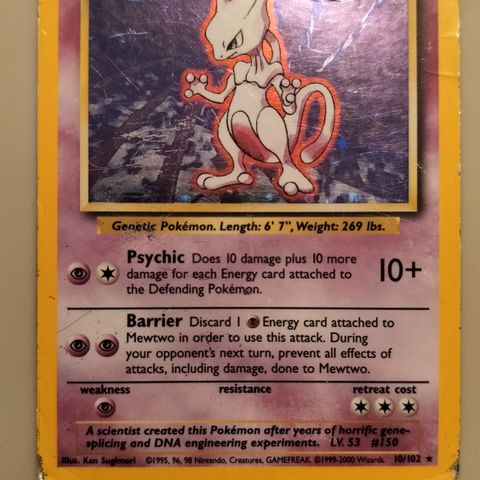 Genetic Pokémon. Length: 6' 7", Weight: 269 lbs.
Psychic Does 10 damage plus 10 more
damage for each Energy card attached to
the Defending Pokémon.
10+
Barrier Discard 1 Energy card attached to
Mewtwo in order to use this attack. During
your opponent's next turn, prevent all effects of
attacks, including damage, done to Mewtwo.
weakness resistance retreat cost
A scientist created this Pokémon after years of horrific gene-
splicing and DNA engineering experiments. LV. 53 #150
Illus. Ken Sugimori ©1995, 96, 98 Nintendo, Creatures, GAMEFREAK. ©1999-2000 Wizards. 10/102